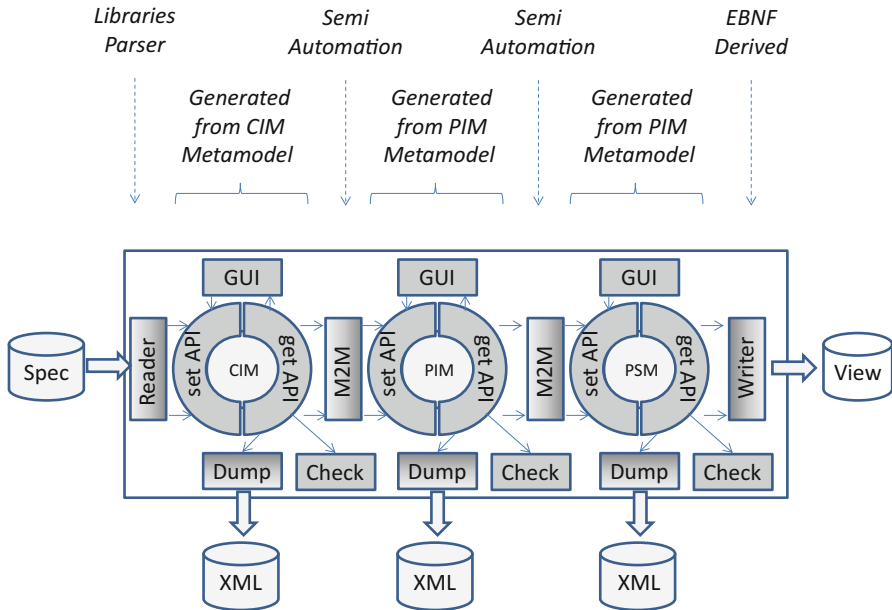 Libraries
Parser
Semi
Automation
Semi
Automation
EBNF
Derived
Generated
from CIM
Metamodel
Generated
from PIM
Metamodel
Generated
from PIM
Metamodel
GUI
GUI
GUI
Spec
Reader
set API
CIM
get API
M2M
set API
PIM
get API
M2M
set API
PSM
get API
Writer
View
Dump
Check
Dump
Check
Dump
Check
XML
XML
XML